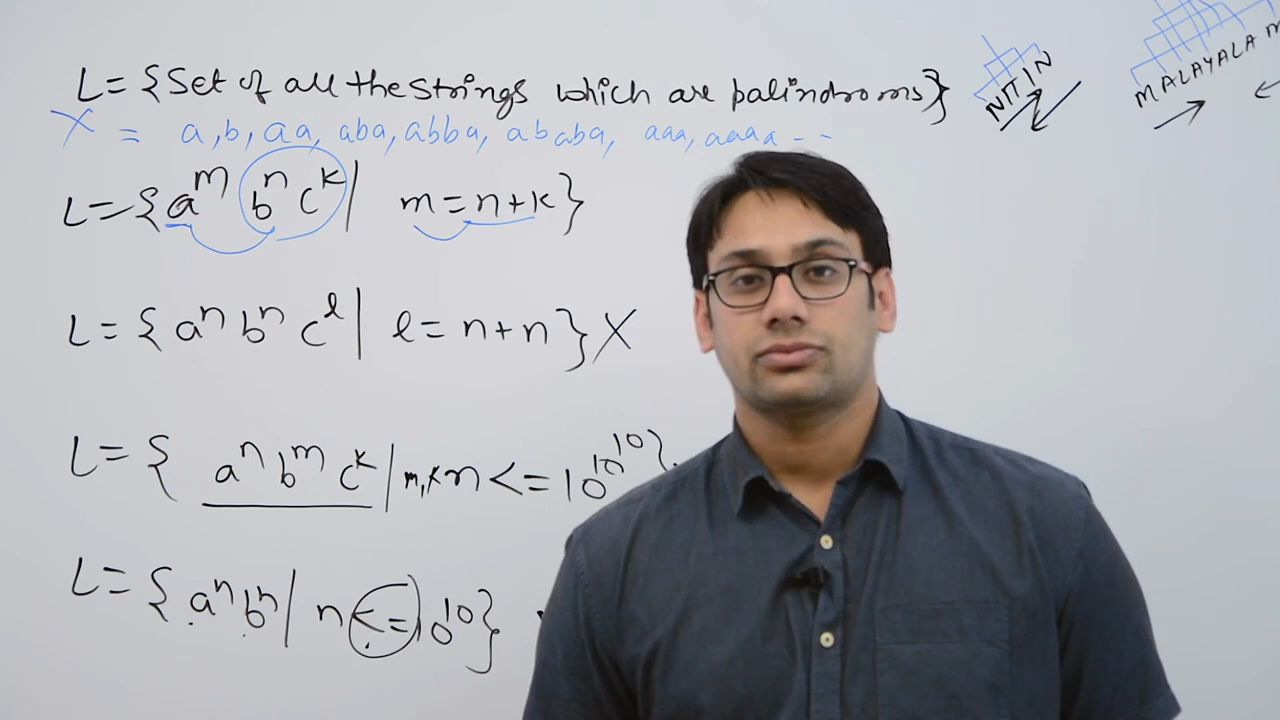 L = {Set of all the strings which are palindroms}
NITIN
MALAYALAM
X = a, b, aa, aba, abba, ababa, aaa, aaaa --
L = {a^m b^n c^k | m = n + k}
L = {a^n b^n c^l | l = n + n} X
L = { a^n b^m c^k | m, k n <= 10^10^10}
L = {a^n b^n | n <= 10^10}